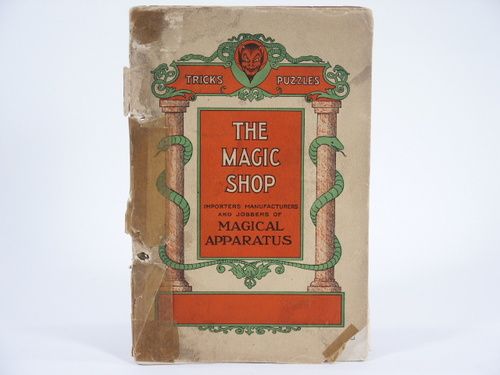 TRICKS PUZZLES
THE
MAGIC
SHOP
IMPORTERS MANUFACTURERS
AND JOBBERS OF
MAGICAL
APPARATUS